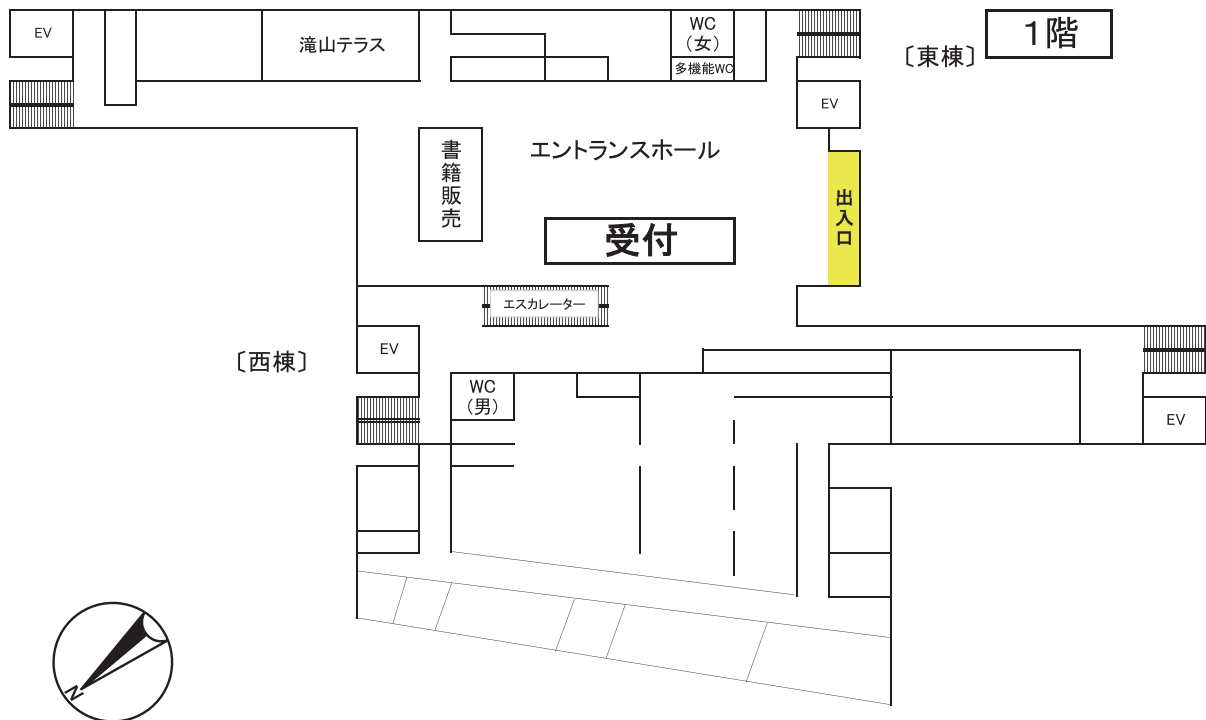 EV
滝山テラス
WC
(女)
多機能WC
〔東棟〕
1階
EV
書籍販売
エントランスホール
出入口
受付
エスカレーター
〔西棟〕
EV
WC
(男)
EV
N